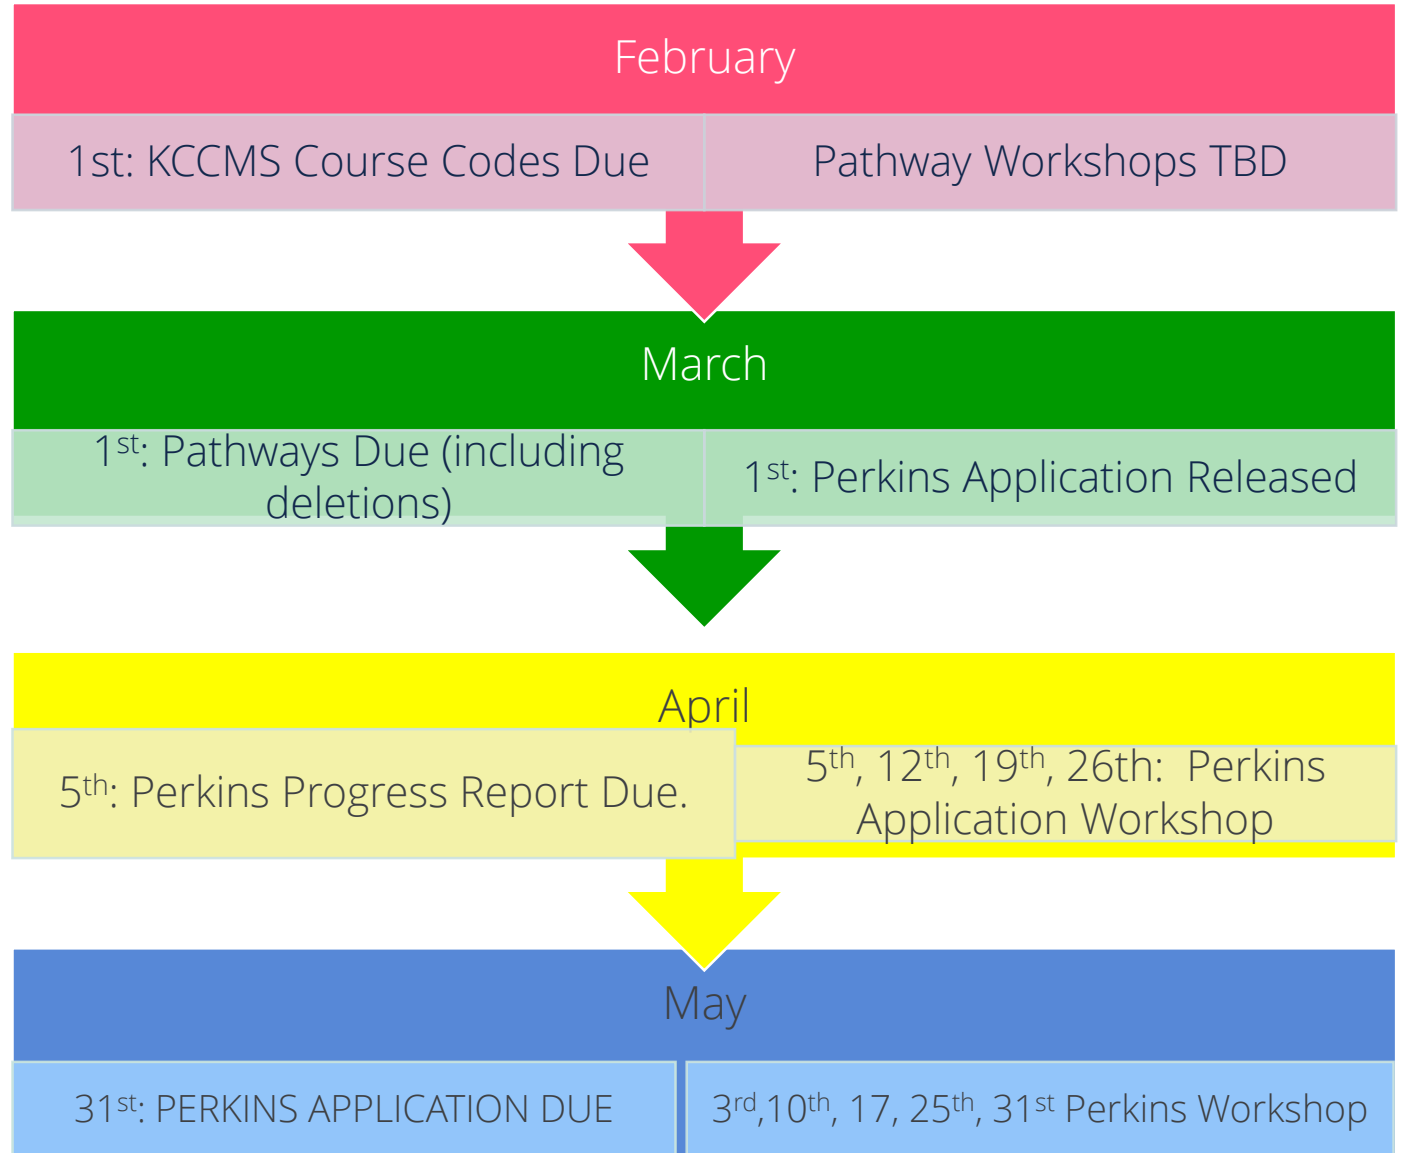 February
1st: KCCMS Course Codes Due
Pathway Workshops TBD
March
1st: Pathways Due (including
deletions)
1st: Perkins Application Released
April
5th: Perkins Progress Report Due.
5th, 12th, 19th, 26th:  Perkins
Application Workshop
May
31st: PERKINS APPLICATION DUE
3rd,10th, 17, 25th, 31st Perkins Workshop